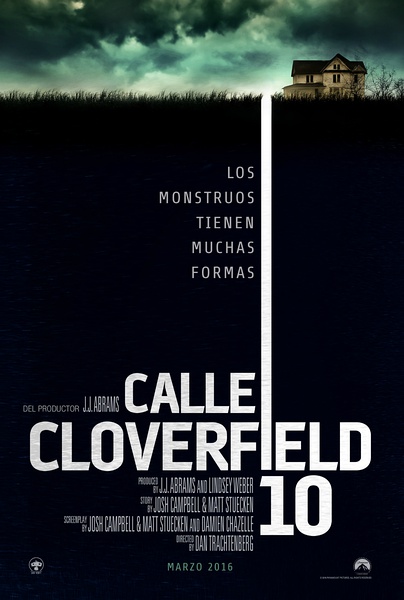 LOS
MONSTRUOS
TIENEN
MUCHAS
FORMAS
DEL PRODUCTOR J.J. ABRAMS
CALLE
CLOVERFIELD
10
PRODUCED BY J.J. ABRAMS AND LINDSEY WEBER
STORY BY JOSH CAMPBELL & MATT STUECKEN
SCREENPLAY BY JOSH CAMPBELL & MATT STUECKEN AND DAMIEN CHAZELLE
DIRECTED BY DAN TRACHTENBERG
MARZO 2016